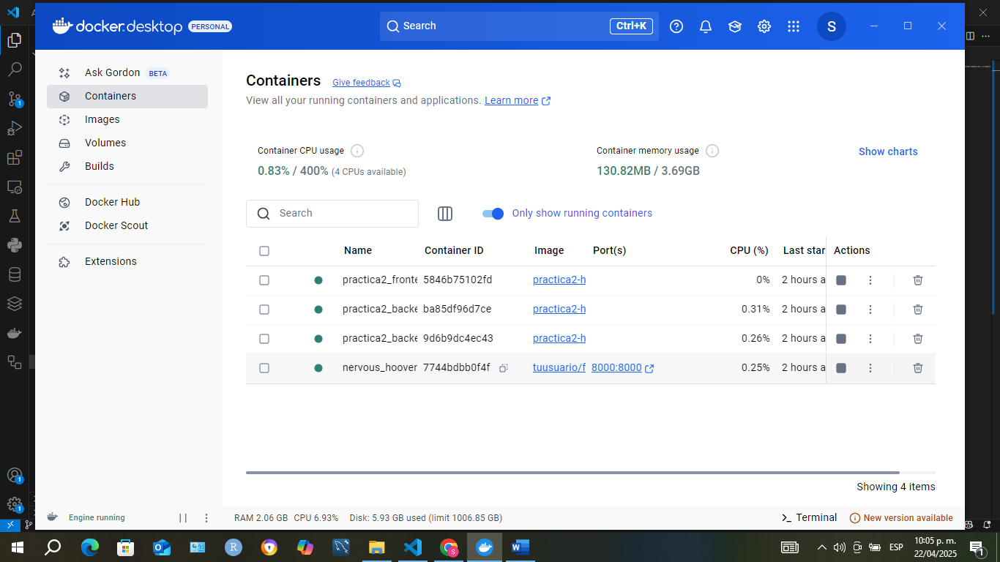 docker.desktop PERSONAL
Search Ctrl+K
S
Ask Gordon BETA
Containers
Images
Volumes
Builds
Docker Hub
Docker Scout
Extensions
Containers Give feedback
View all your running containers and applications. Learn more
Container CPU usage
0.83% / 400% (4 CPUs available)
Container memory usage
130.82MB / 3.69GB
Show charts
Search
Only show running containers
Name Container ID Image Port(s) CPU (%) Last star Actions
practica2_fronte 5846b75102fd practica2-h 0% 2 hours a
practica2_backe ba85df96d7ce practica2-h 0.31% 2 hours a
practica2_backe 9d6b9dc4ec43 practica2-h 0.26% 2 hours a
nervous_hoover 7744bdbb0f4f tuusuario/f 8000:8000 0.25% 2 hours a
Showing 4 items
Engine running
RAM 2.06 GB CPU 6.93% Disk: 5.93 GB used (limit 1006.85 GB)
Terminal
New version available
ESP
10:05 p. m.
22/04/2025
1